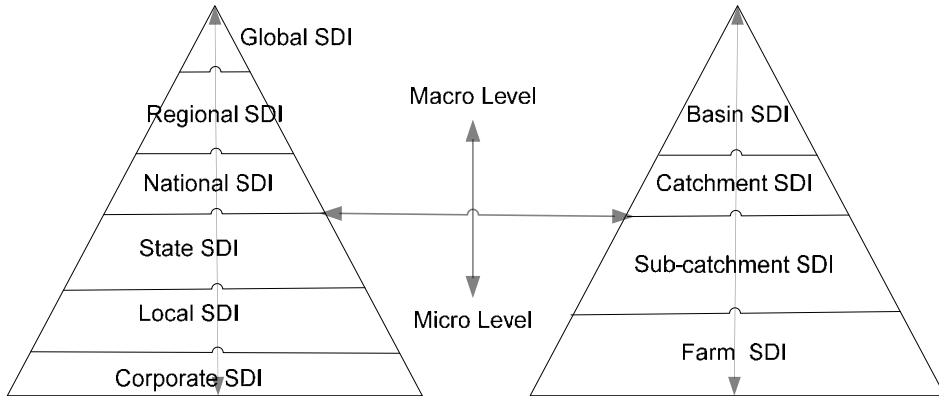 Global SDI
Regional SDI
National SDI
State SDI
Local SDI
Corporate SDI
Macro Level
Micro Level
Basin SDI
Catchment SDI
Sub-catchment SDI
Farm SDI